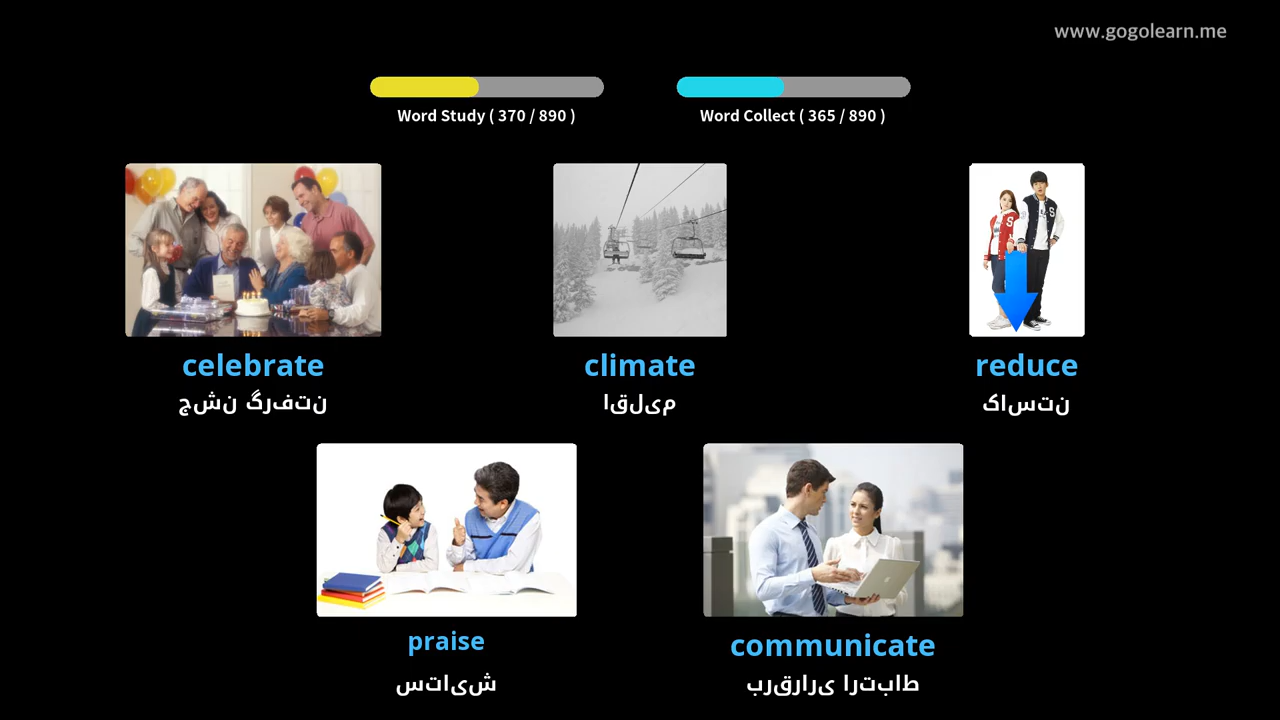 www.gogolearn.me
Word Study ( 370 / 890 )
Word Collect ( 365 / 890 )
celebrate
جشن گرفتن
climate
اقلیم
reduce
کاستن
praise
ستایش
communicate
برقراری ارتباط